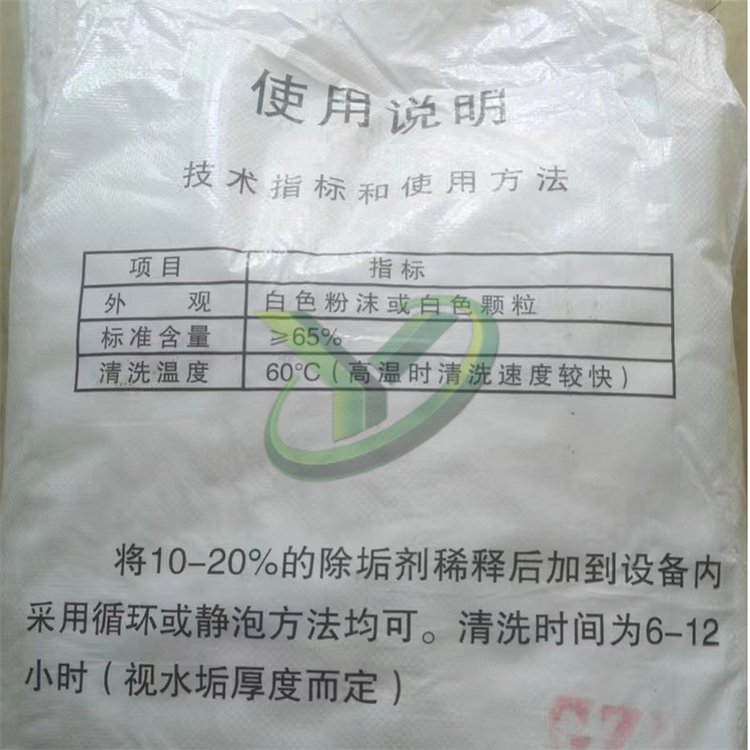 使用说明
技术指标和使用方法
项目 指标
外观 白色粉沫或白色颗粒
标准含量 ≥65%
清洗温度 60℃(高温时清洗速度较快)
将10-20%的除垢剂稀释后加到设备内
采用循环或静泡方法均可。清洗时间为6-12
小时(视水垢厚度而定)